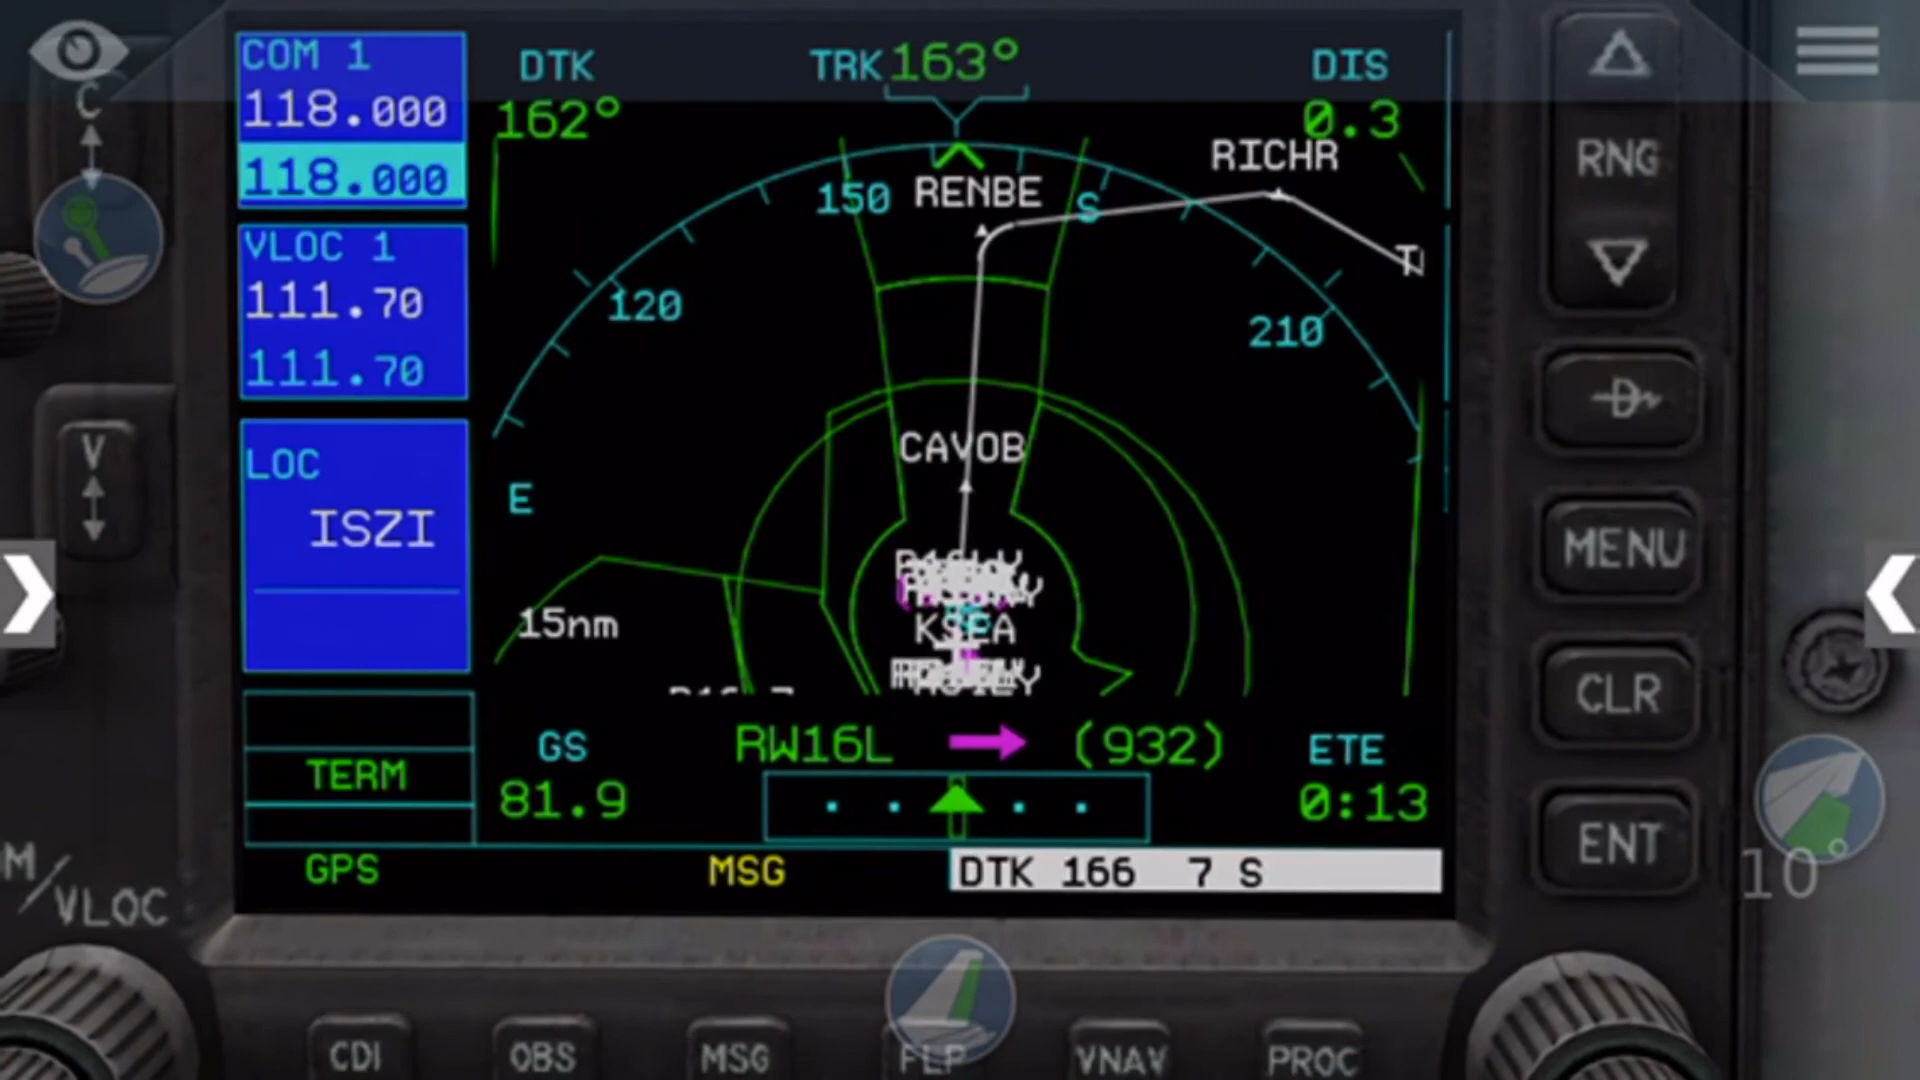 COM 1
118.000
118.000
VLOC 1
111.70
111.70
LOC
ISZI
TERM
GPS
DTK
162°
TRK 163°
DIS
0.3
RICHR
150
RENBE
S
120
210
CAVOB
E
15nm
KSEA
GS
81.9
RW16L
(932)
ETE
0:13
MSG
DTK 166 7 S
C
V
VLOC
RNG
D
MENU
CLR
ENT
10°
CDI
OBS
MSG
FLP
VNAV
PROC